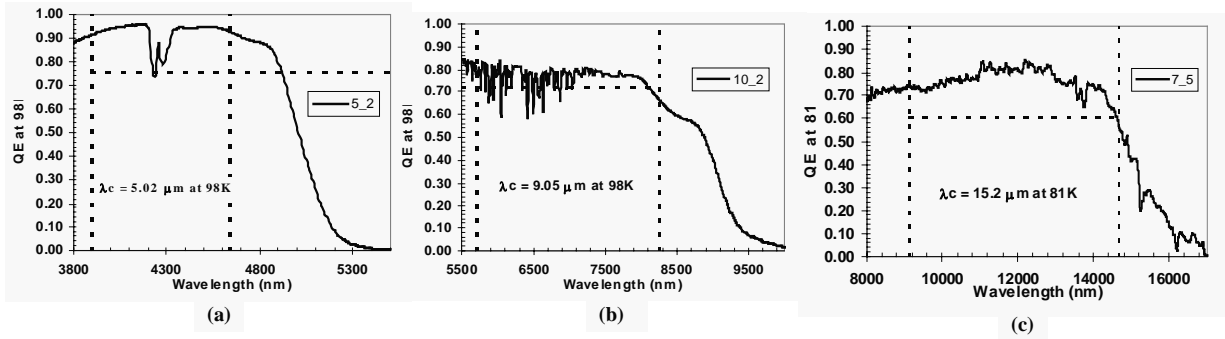 1.00
0.90
0.80
0.70
0.60
0.50
0.40
0.30
0.20
0.10
0.00
QE at 98
5_2
λc = 5.02 μm at 98K
3800 4300 4800 5300
Wavelength (nm)
(a)
1.00
0.90
0.80
0.70
0.60
0.50
0.40
0.30
0.20
0.10
0.00
QE at 98
10_2
λc = 9.05 μm at 98K
5500 6500 7500 8500 9500
Wavelength (nm)
(b)
1.00
0.90
0.80
0.70
0.60
0.50
0.40
0.30
0.20
0.10
0.00
QE at 81
7_5
λc = 15.2 μm at 81K
8000 10000 12000 14000 16000
Wavelength (nm)
(c)